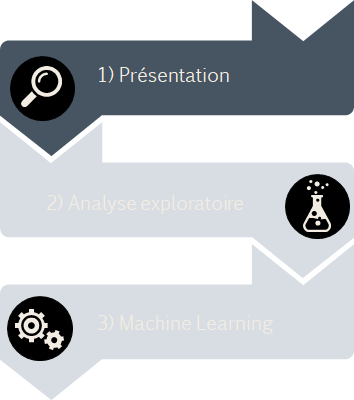 1) Présentation
2) Analyse exploratoire
3) Machine Learning